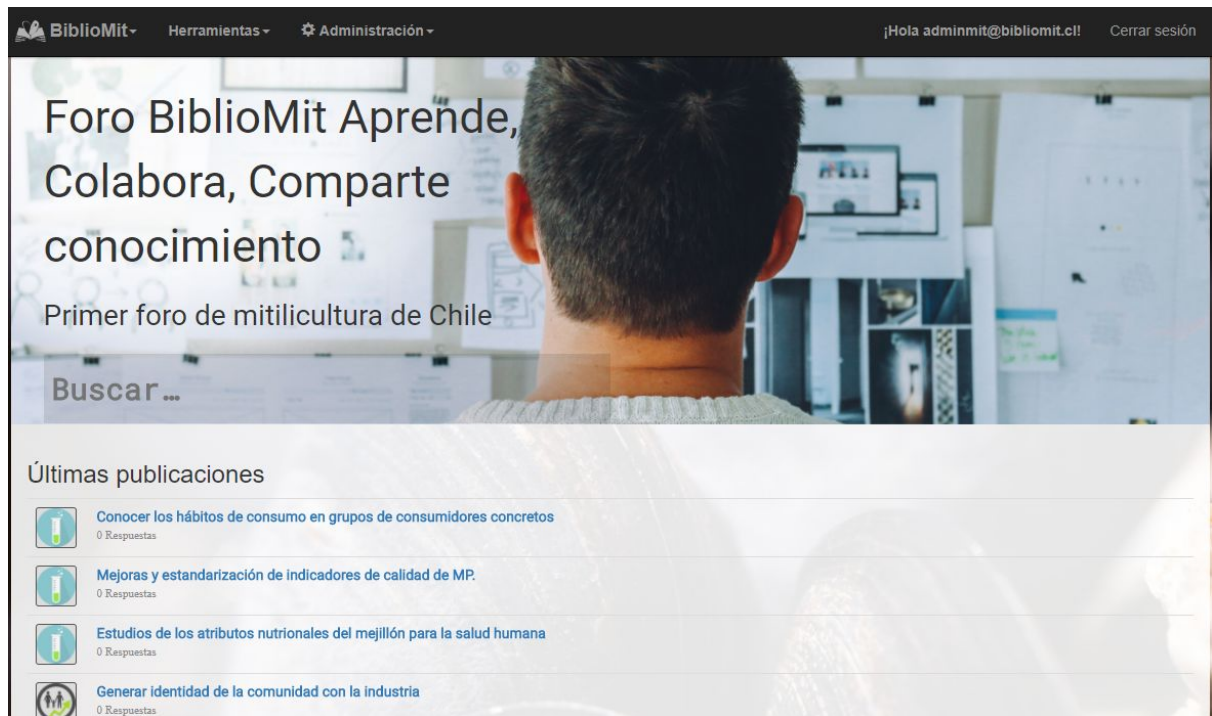 BiblioMit
Herramientas
Administración
¡Hola adminmit@bibliomit.cl!
Cerrar sesión
Foro BiblioMit Aprende,
Colabora, Comparte
conocimiento
Primer foro de mitilicultura de Chile
Buscar…
Últimas publicaciones
Conocer los hábitos de consumo en grupos de consumidores concretos
0 Respuestas
Mejoras y estandarización de indicadores de calidad de MP.
0 Respuestas
Estudios de los atributos nutrionales del mejillón para la salud humana
0 Respuestas
Generar identidad de la comunidad con la industria
0 Respuestas